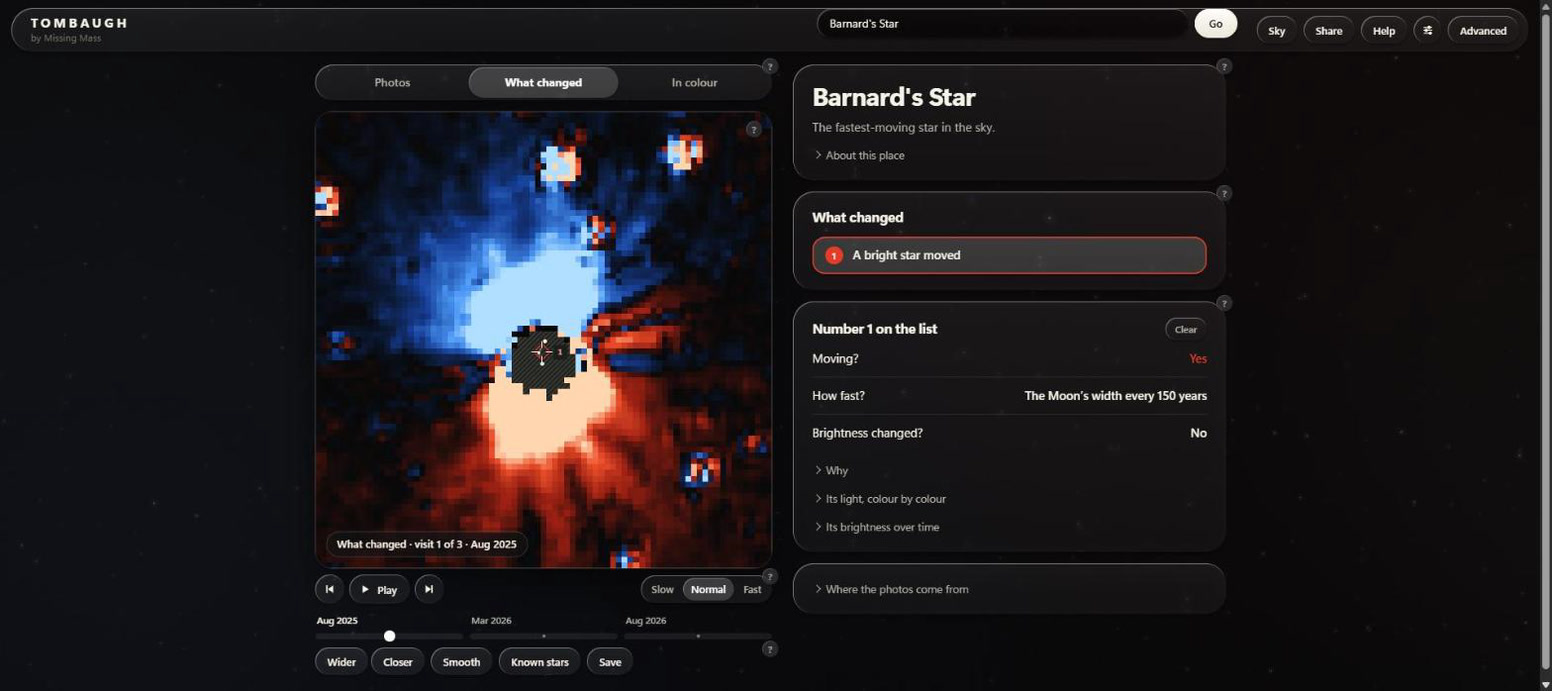 TOMBAUGH
by Missing Mass
Barnard's Star
Go
Sky
Share
Help
Advanced
Photos
What changed
In colour
?
?
1
What changed · visit 1 of 3 · Aug 2025
Play
Slow
Normal
Fast
?
Aug 2025
Mar 2026
Aug 2026
Wider
Closer
Smooth
Known stars
Save
?
Barnard's Star
?
The fastest-moving star in the sky.
About this place
What changed
?
1 A bright star moved
Number 1 on the list
Clear
?
Moving? Yes
How fast? The Moon's width every 150 years
Brightness changed? No
Why
Its light, colour by colour
Its brightness over time
Where the photos come from